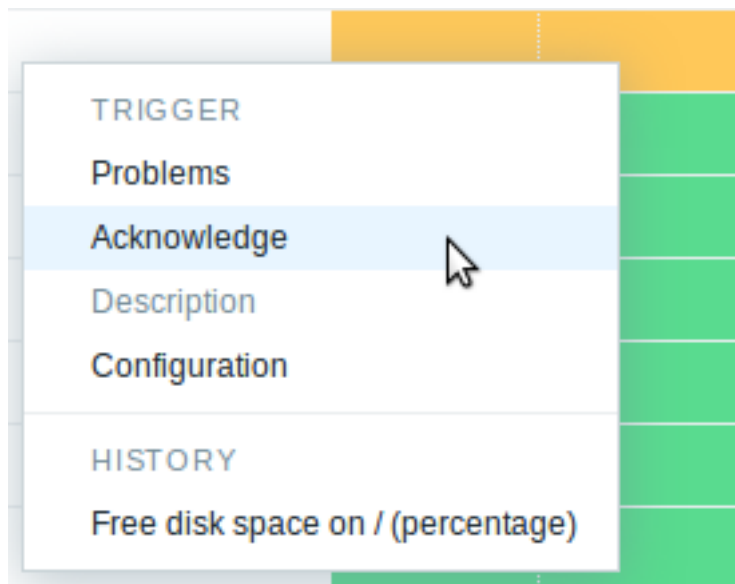 TRIGGER
Problems
Acknowledge
Description
Configuration
HISTORY
Free disk space on / (percentage)